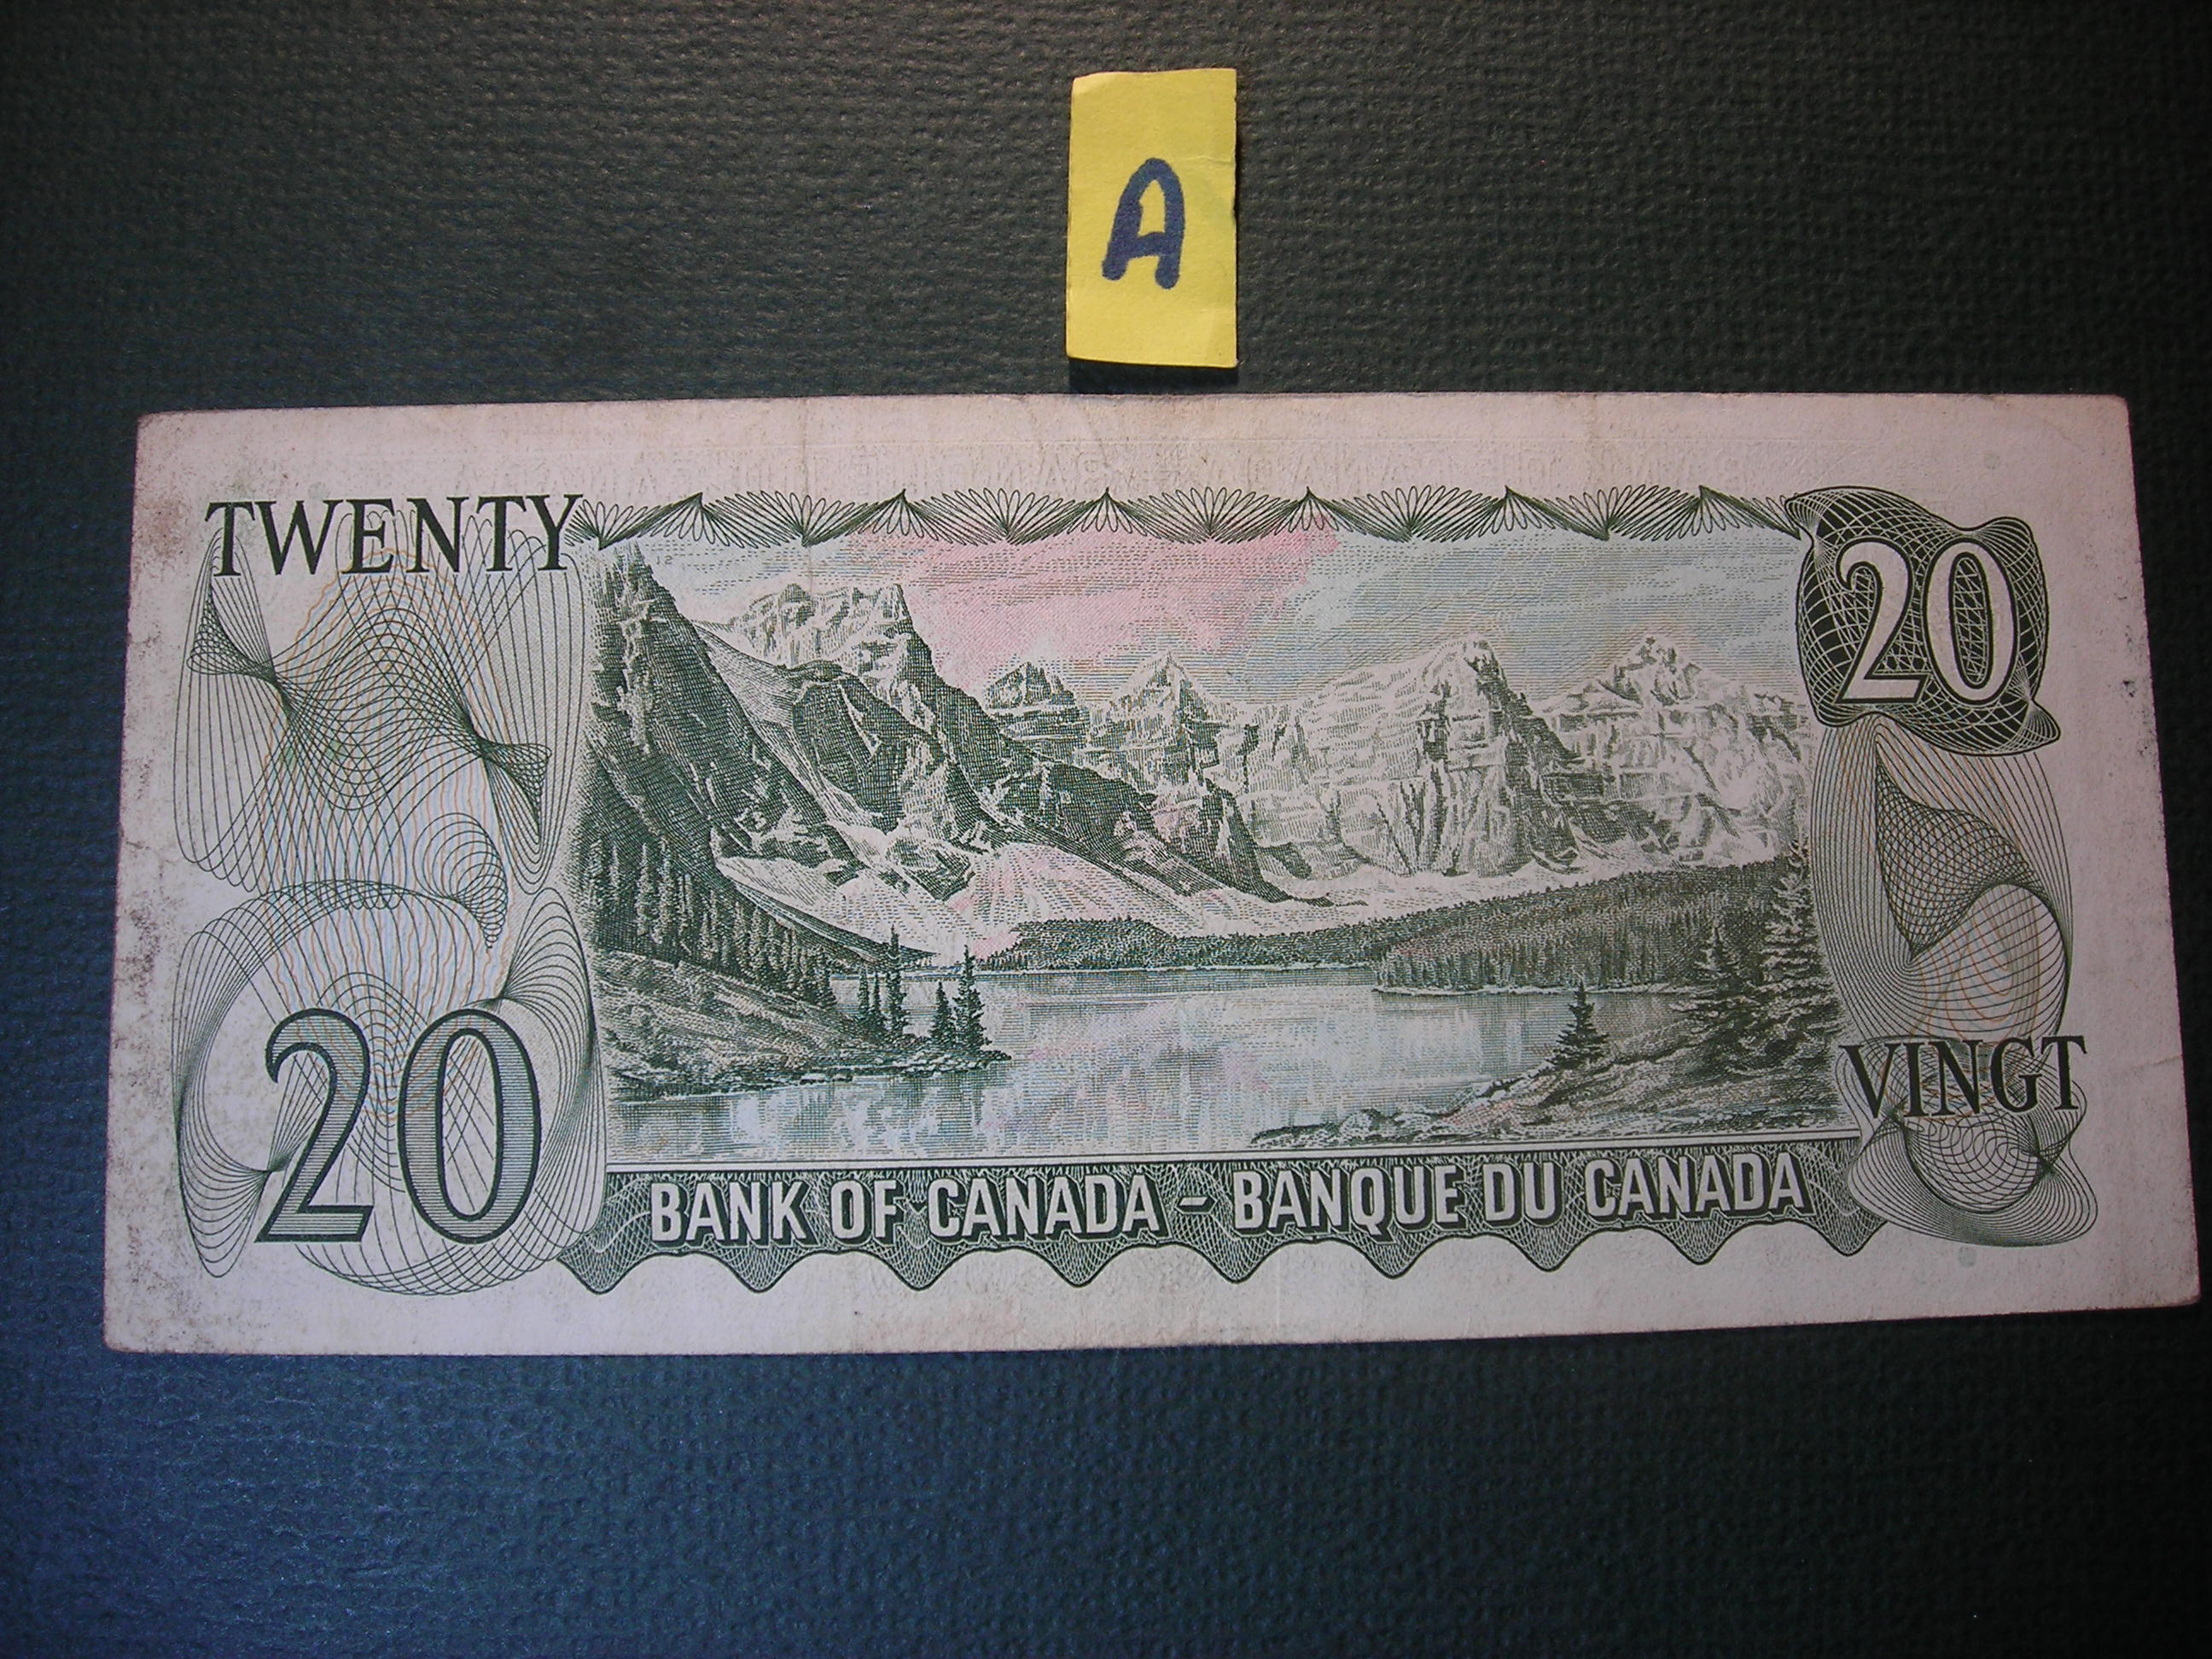 A
TWENTY
20
20
VINGT
BANK OF CANADA - BANQUE DU CANADA